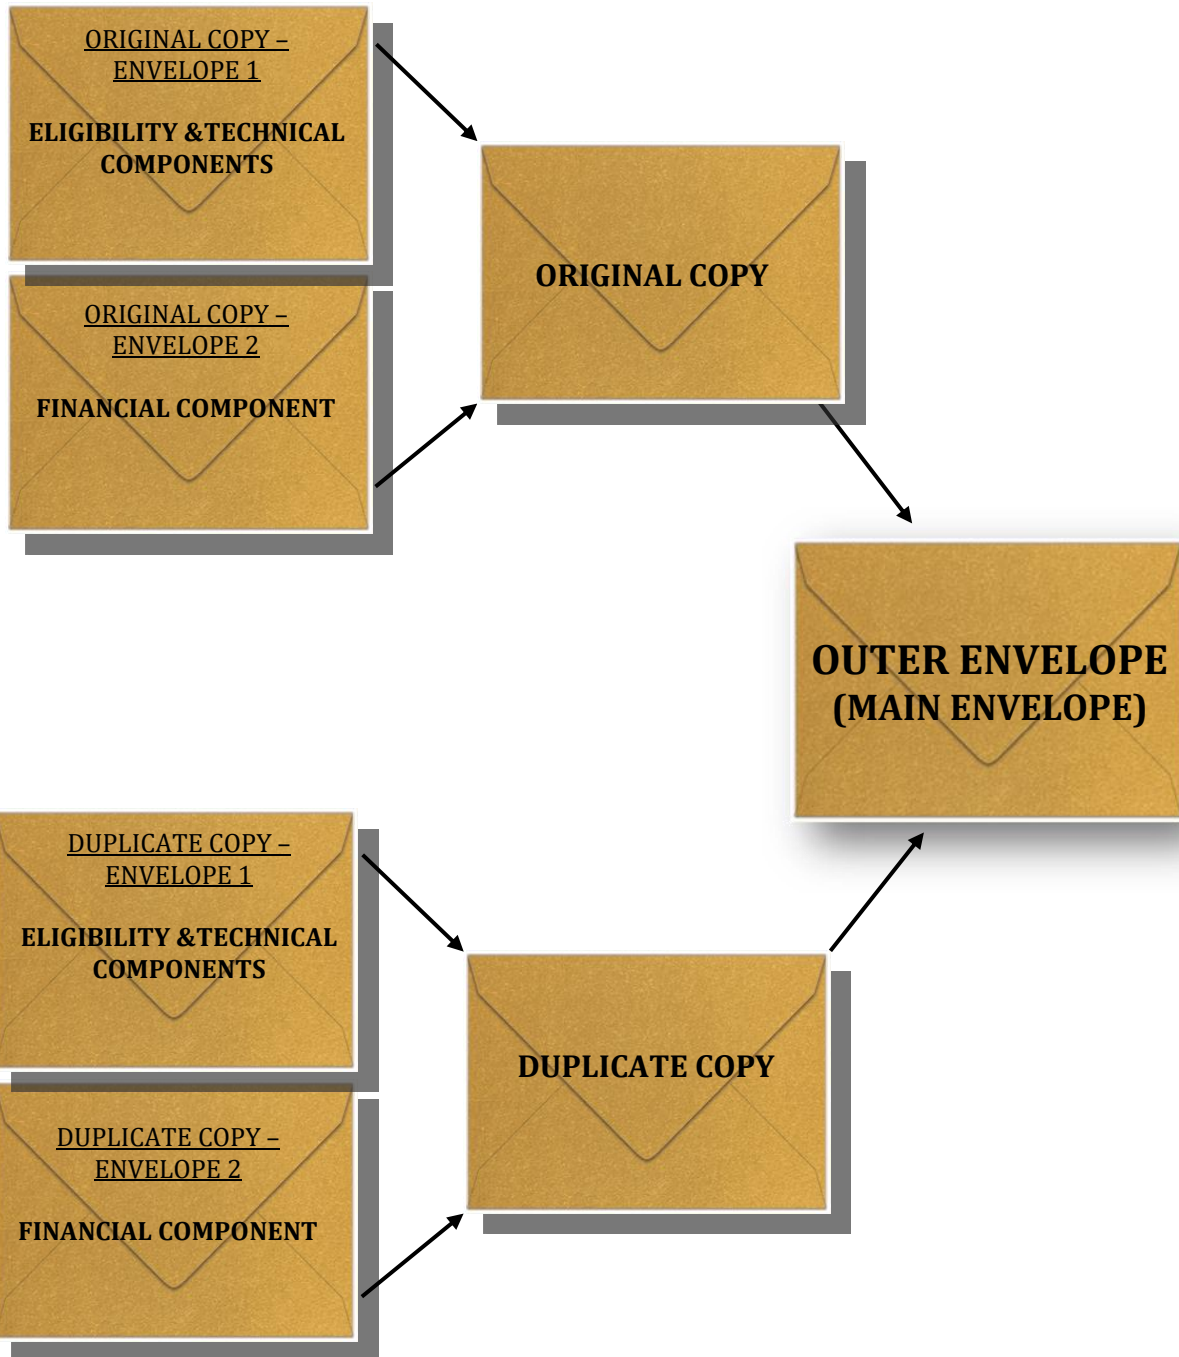 ORIGINAL COPY –
ENVELOPE 1
ELIGIBILITY &TECHNICAL
COMPONENTS
ORIGINAL COPY –
ENVELOPE 2
FINANCIAL COMPONENT
ORIGINAL COPY
OUTER ENVELOPE
(MAIN ENVELOPE)
DUPLICATE COPY –
ENVELOPE 1
ELIGIBILITY &TECHNICAL
COMPONENTS
DUPLICATE COPY –
ENVELOPE 2
FINANCIAL COMPONENT
DUPLICATE COPY